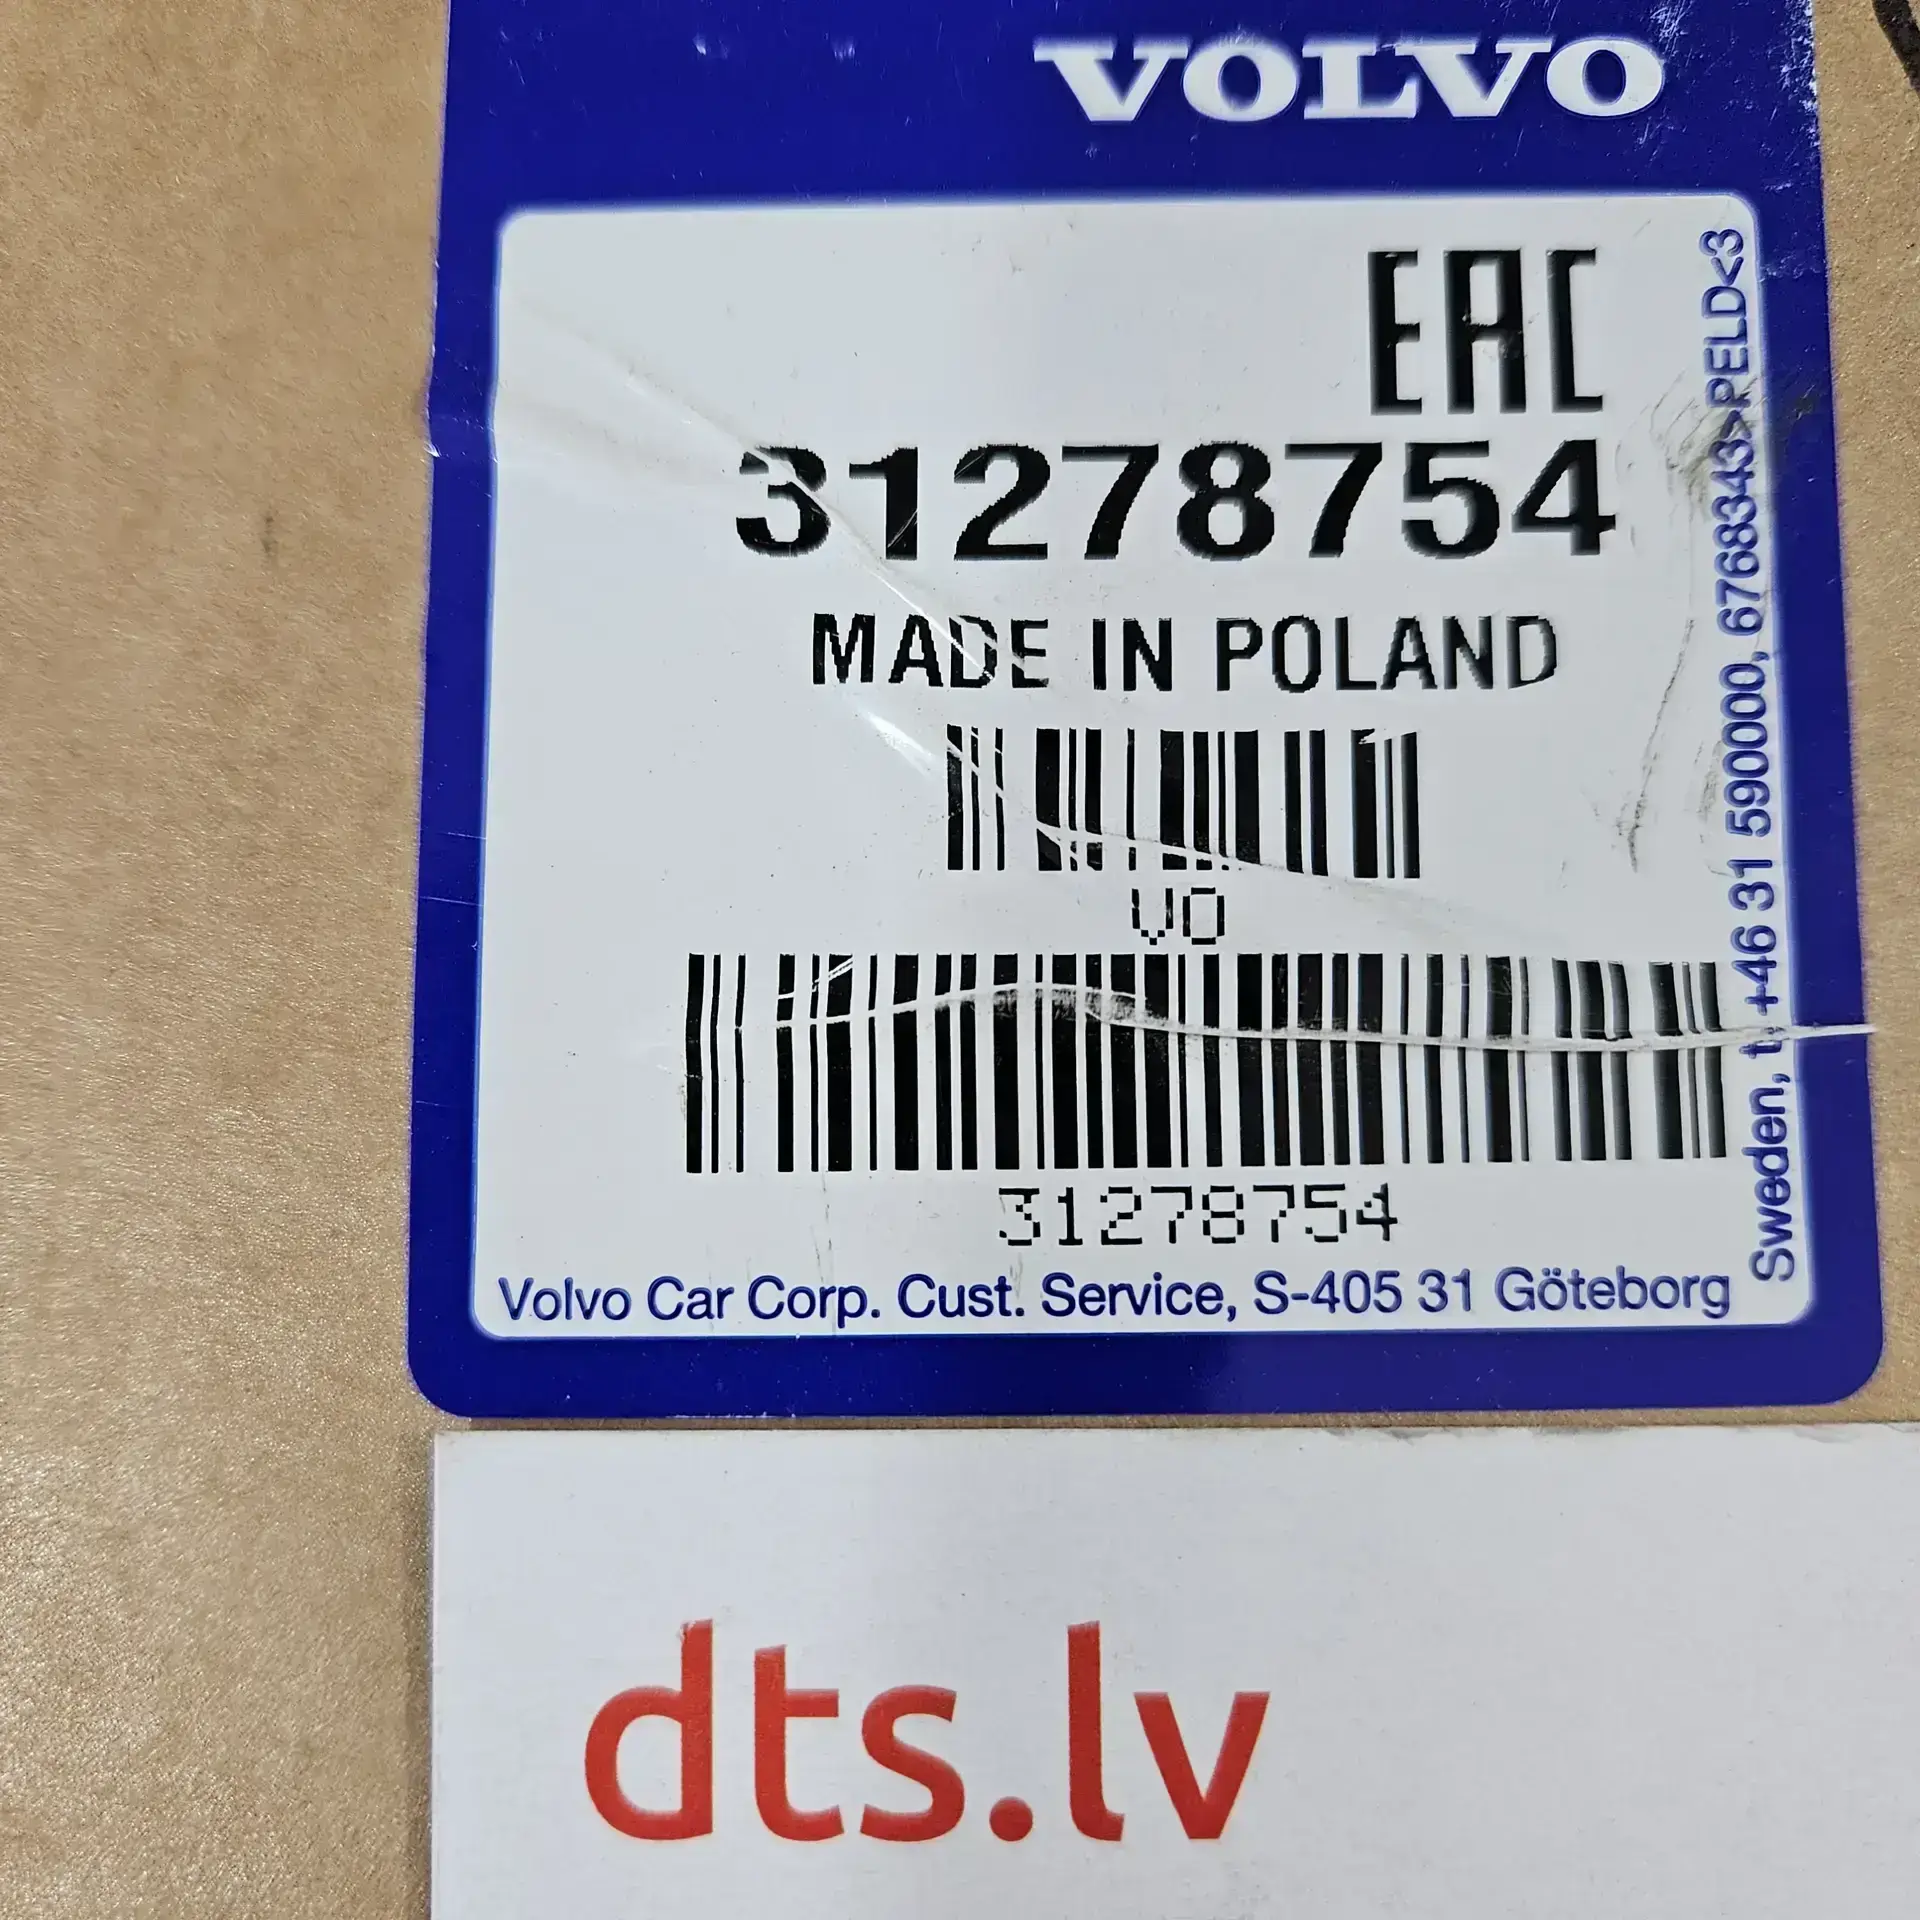 VOLVO
EAC
31278754
MADE IN POLAND
VO
31278754
Volvo Car Corp. Cust. Service, S-405 31 Göteborg
Sweden, t. +46 31 590000, 6768343>PELD<3
dts.lv